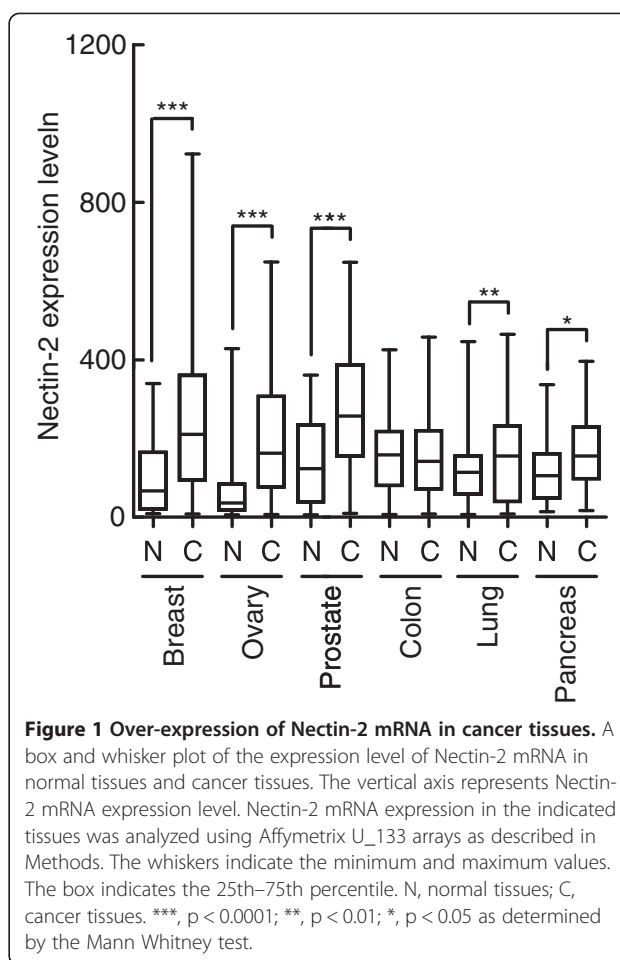 1200
800
400
0
Nectin-2 expression leveln
***
***
***
**
*
N C N C N C N C N C N C
Breast
Ovary
Prostate
Colon
Lung
Pancreas
Figure 1 Over-expression of Nectin-2 mRNA in cancer tissues. A
box and whisker plot of the expression level of Nectin-2 mRNA in
normal tissues and cancer tissues. The vertical axis represents Nectin-
2 mRNA expression level. Nectin-2 mRNA expression in the indicated
tissues was analyzed using Affymetrix U_133 arrays as described in
Methods. The whiskers indicate the minimum and maximum values.
The box indicates the 25th–75th percentile. N, normal tissues; C,
cancer tissues. ***, p < 0.0001; **, p < 0.01; *, p < 0.05 as determined
by the Mann Whitney test.